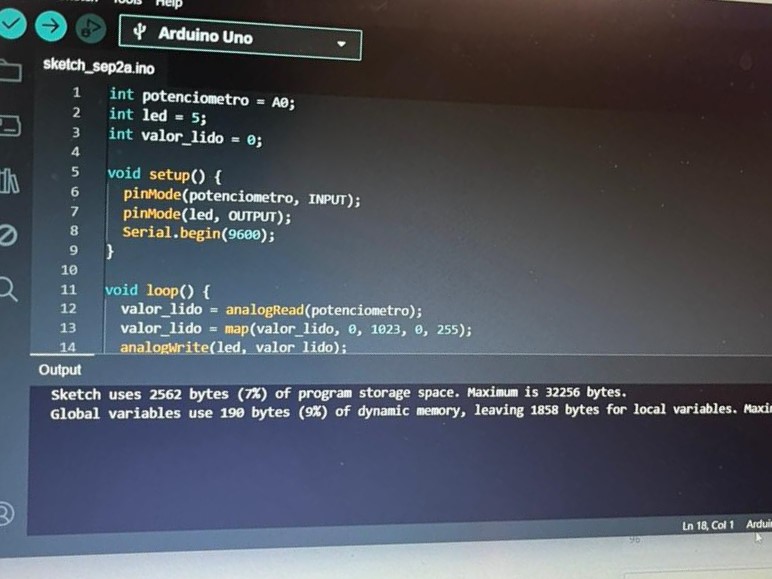 Tools Help
Arduino Uno
sketch_sep2a.ino
1 int potenciometro = A0;
2 int led = 5;
3 int valor_lido = 0;
4
5 void setup() {
6 pinMode(potenciometro, INPUT);
7 pinMode(led, OUTPUT);
8 Serial.begin(9600);
9 }
10
11 void loop() {
12 valor_lido = analogRead(potenciometro);
13 valor_lido = map(valor_lido, 0, 1023, 0, 255);
14 analogWrite(led, valor_lido);
Output
Sketch uses 2562 bytes (7%) of program storage space. Maximum is 32256 bytes.
Global variables use 190 bytes (9%) of dynamic memory, leaving 1858 bytes for local variables. Maxi
Ln 18, Col 1 Ardui